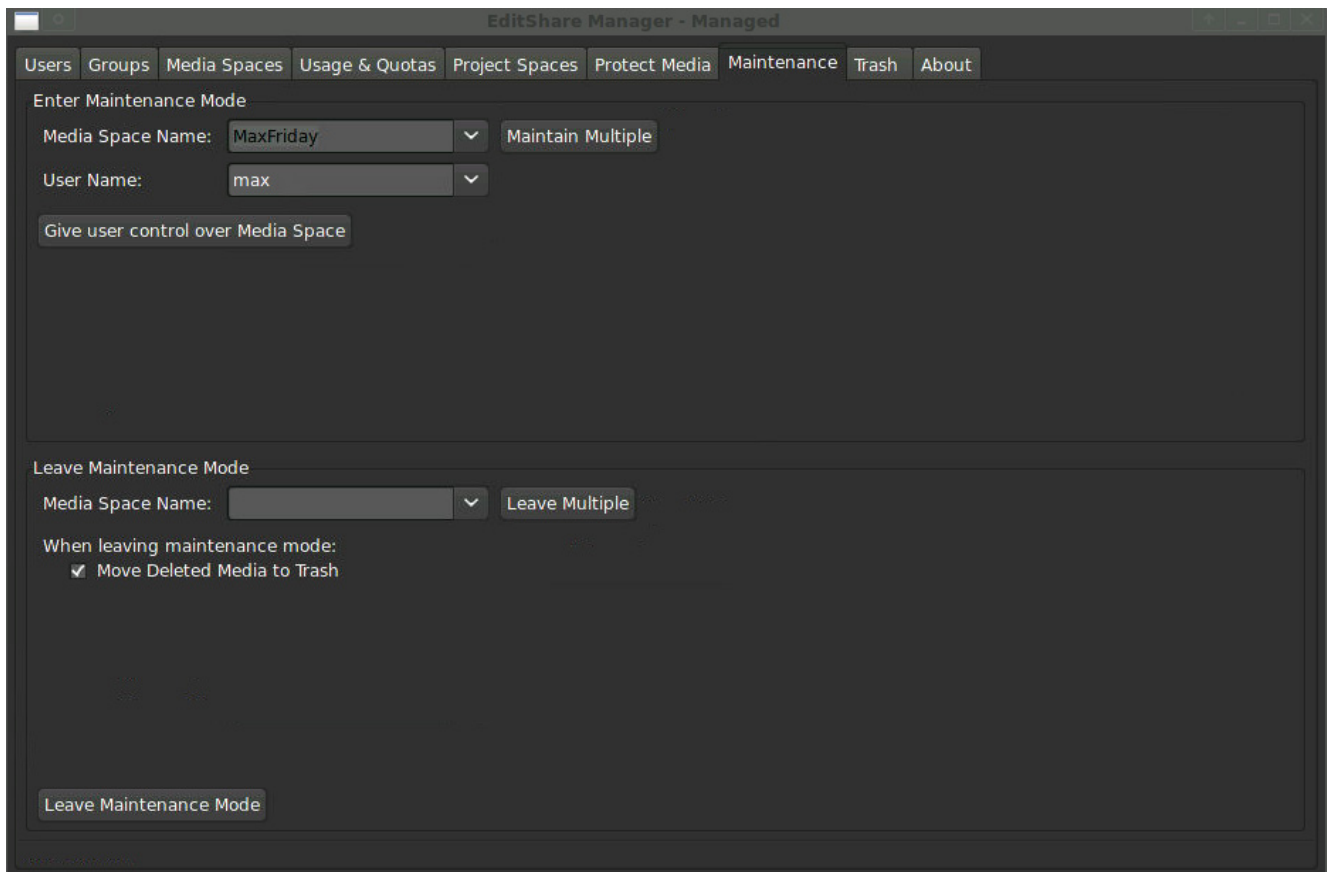 EditShare Manager - Managed
Users Groups Media Spaces Usage & Quotas Project Spaces Protect Media Maintenance Trash About
Enter Maintenance Mode
Media Space Name: MaxFriday Maintain Multiple
User Name: max
Give user control over Media Space
Leave Maintenance Mode
Media Space Name: Leave Multiple
When leaving maintenance mode:
Move Deleted Media to Trash
Leave Maintenance Mode